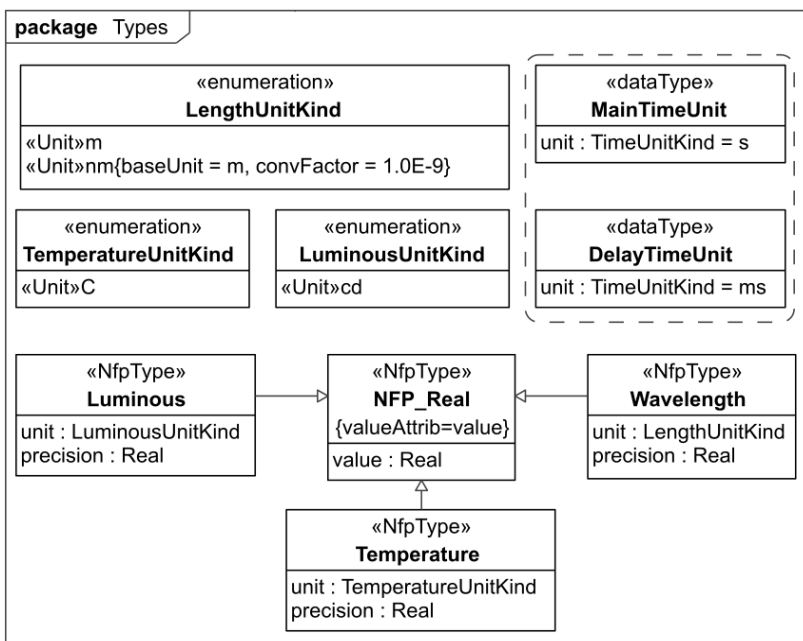 package Types
«enumeration»
LengthUnitKind
«Unit»m
«Unit»nm{baseUnit = m, convFactor = 1.0E-9}
«dataType»
MainTimeUnit
unit : TimeUnitKind = s
«enumeration»
TemperatureUnitKind
«Unit»C
«enumeration»
LuminousUnitKind
«Unit»cd
«dataType»
DelayTimeUnit
unit : TimeUnitKind = ms
«NfpType»
Luminous
unit : LuminousUnitKind
precision : Real
«NfpType»
NFP_Real
{valueAttrib=value}
value : Real
«NfpType»
Wavelength
unit : LengthUnitKind
precision : Real
«NfpType»
Temperature
unit : TemperatureUnitKind
precision : Real